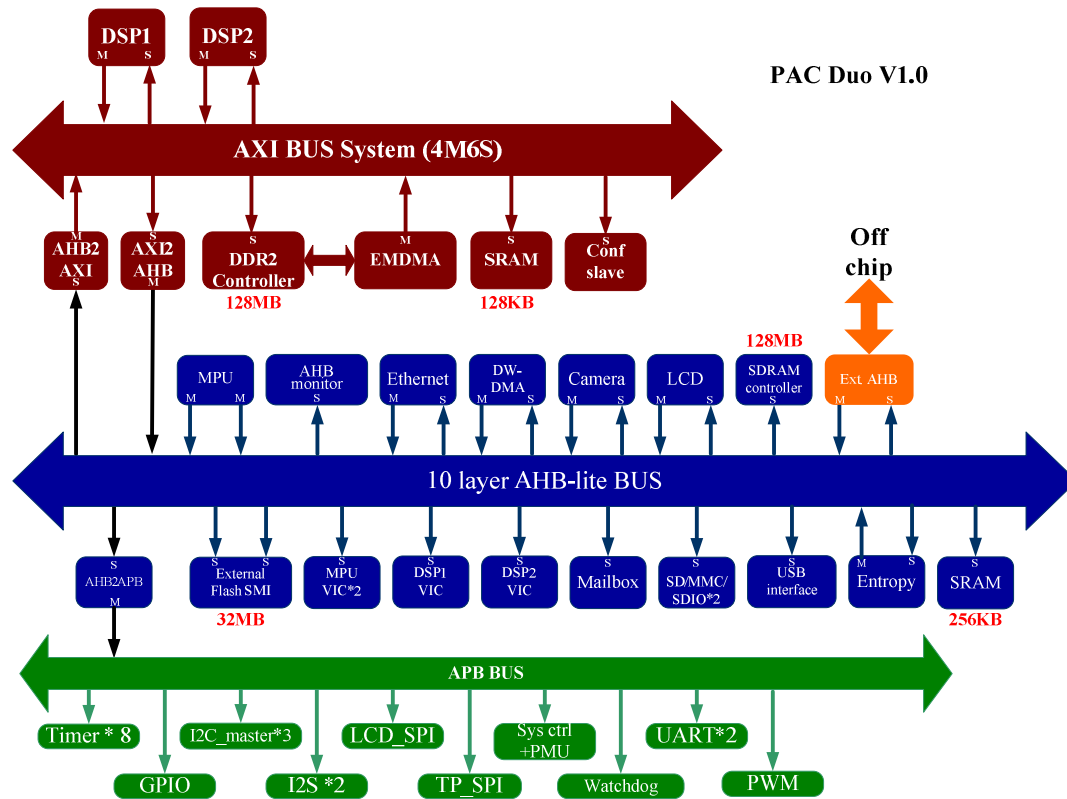 DSP1
M S
DSP2
M S
PAC Duo V1.0
AXI BUS System (4M6S)
M
AHB2
AXI
S
S
AXI2
AHB
M
S
DDR2
Controller
128MB
M
EMDMA
S
SRAM
128KB
S
Conf
slave
Off
chip
MPU
M M
AHB
monitor
S
Ethernet
M S
DW-
DMA
M S
Camera
M S
LCD
M S
128MB
SDRAM
controller
S
Ext. AHB
M S
10 layer AHB-lite BUS
S
AHB2APB
M
S S
External
Flash SMI
32MB
S
MPU
VIC*2
S
DSP1
VIC
S
DSP2
VIC
S
Mailbox
S
SD/MMC/
SDIO*2
S
USB
interface
M S
Entropy
S
SRAM
256KB
APB BUS
Timer * 8
GPIO
I2C_master*3
I2S *2
LCD_SPI
TP_SPI
Sys ctrl
+PMU
Watchdog
UART*2
PWM